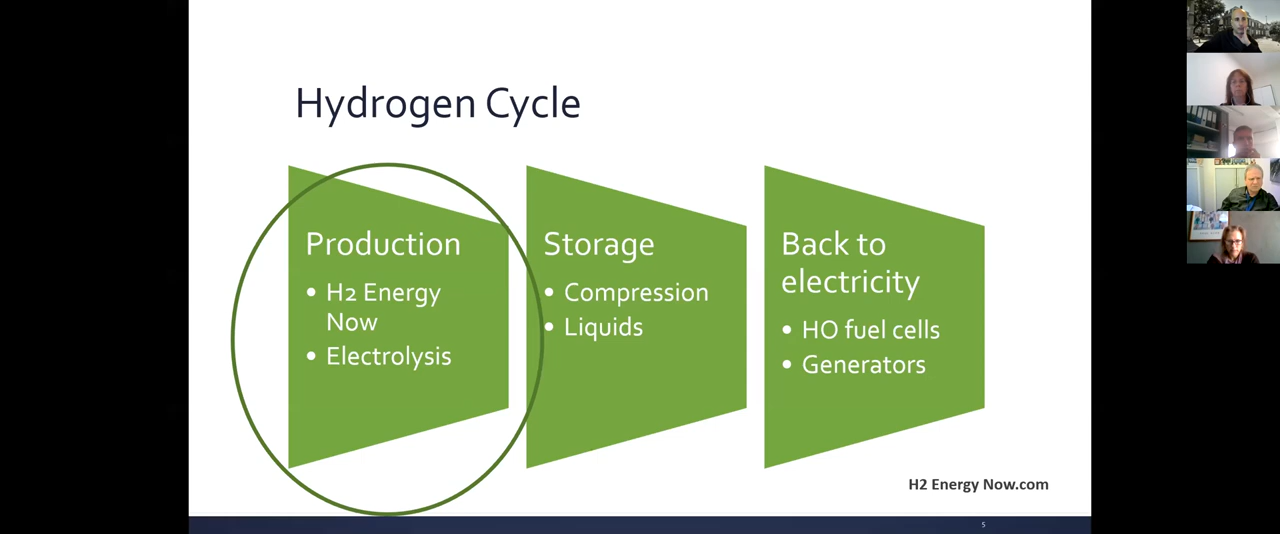 Hydrogen Cycle
Production
• H2 Energy
Now
• Electrolysis
Storage
• Compression
• Liquids
Back to
electricity
• HO fuel cells
• Generators
H2 Energy Now.com
5